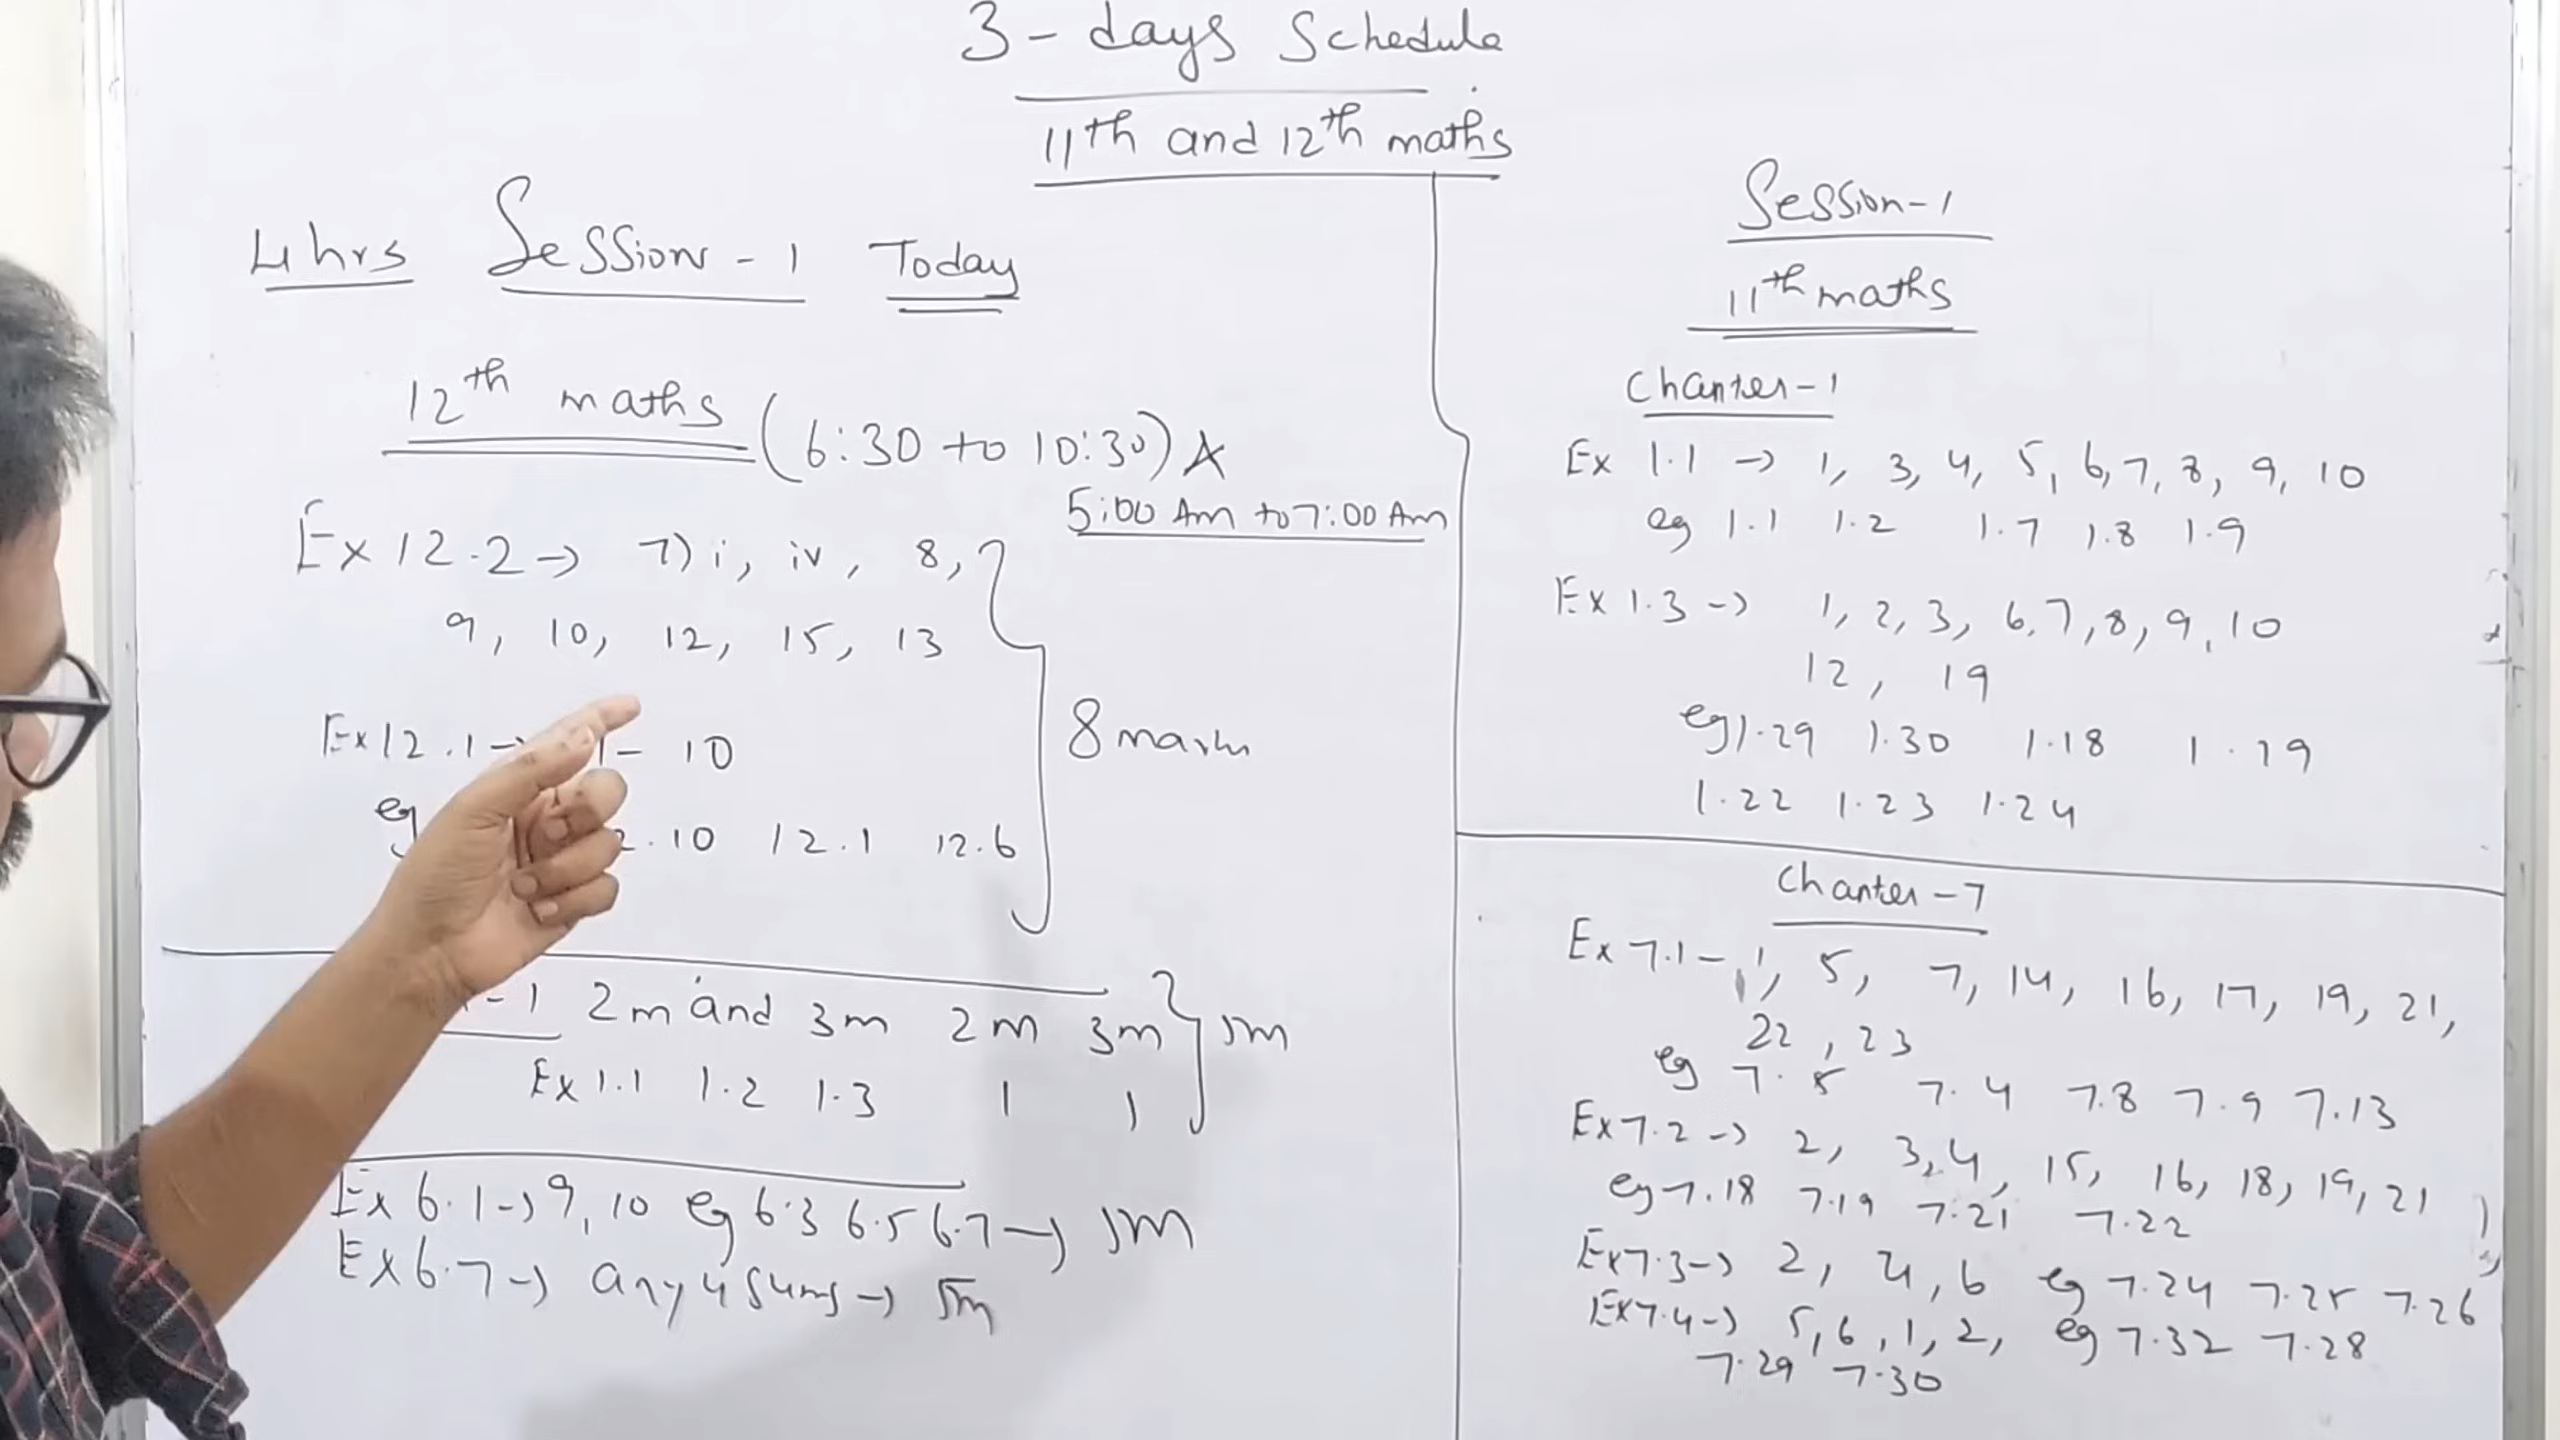 3 - days Schedule
11th and 12th maths
4hrs Session - 1 Today
12th maths (6:30 to 10:30)
5:00 Am to 7:00 Am
Ex 12.2 → 7) i, iv, 8,
9, 10, 12, 15, 13
Ex 12.1 → 1 - 10
eg 2.10 12.1 12.6
8 marks
- 1 2m and 3m 2m 3m
Ex 1.1 1.2 1.3 1 1
5m
Ex 6.1 → 9, 10 eg 6.3 6.5 6.7 → 5m
Ex 6.7 → any 4 sums → 5m
Session - 1
11th maths
Chapter - 1
Ex 1.1 → 1, 3, 4, 5, 6, 7, 8, 9, 10
eg 1.1 1.2 1.7 1.8 1.9
Ex 1.3 → 1, 2, 3, 6, 7, 8, 9, 10
12, 19
eg 1.29 1.30 1.18 1.19
1.22 1.23 1.24
Chapter - 7
Ex 7.1 - 1, 5, 7, 14, 16, 17, 19, 21,
22, 23
eg 7.5 7.4 7.8 7.9 7.13
Ex 7.2 → 2, 3, 4, 15, 16, 18, 19, 21
eg 7.18 7.19 7.21 7.22
Ex 7.3 → 2, 4, 6 eg 7.24 7.25 7.26
Ex 7.4 → 5, 6, 1, 2, eg 7.32 7.28
7.29 7.30